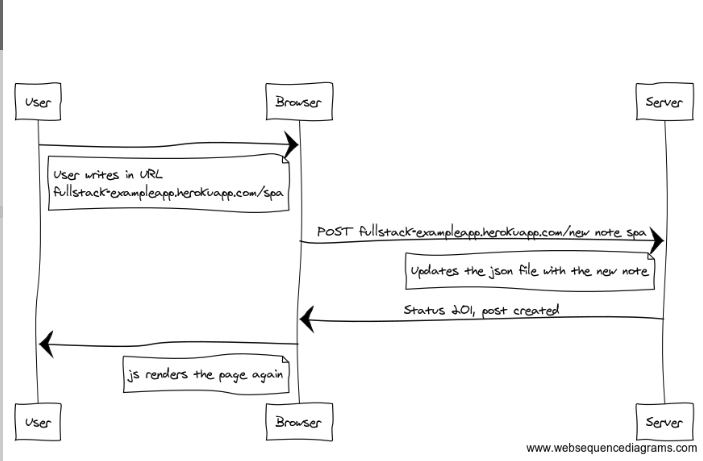 User
Browser
Server
User writes in URL
fullstack-exampleapp.herokuapp.com/spa
POST fullstack-exampleapp.herokuapp.com/new note spa
Updates the json file with the new note
Status 201, post created
js renders the page again
User
Browser
Server
www.websequencediagrams.com